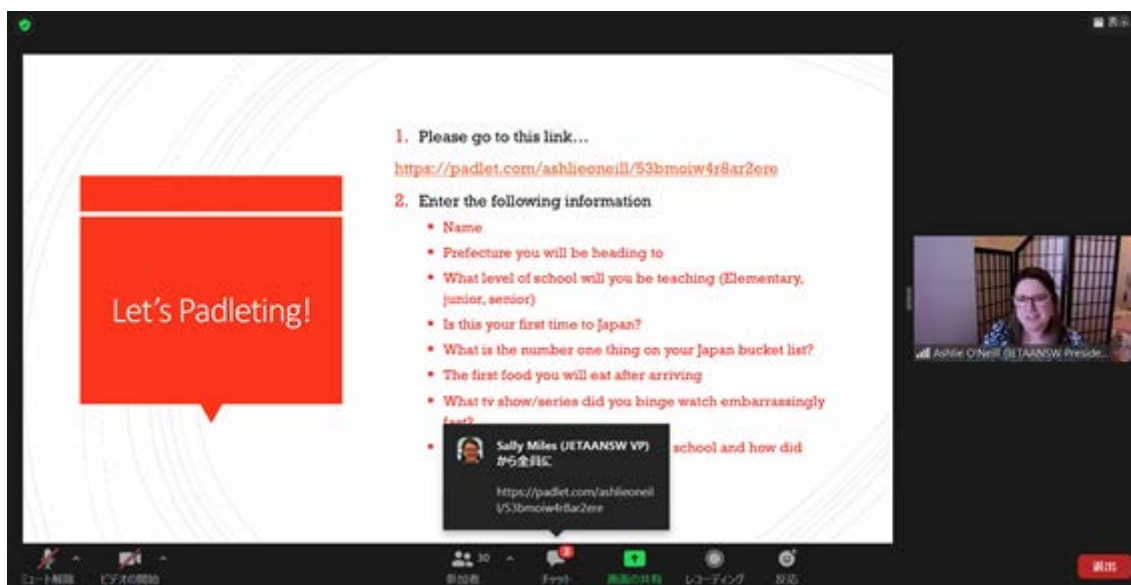 表示
1. Please go to this link...
https://padlet.com/ashlieoneill/53bmoiw4r8ar2ere
2. Enter the following information
Name
Prefecture you will be heading to
What level of school will you be teaching (Elementary,
junior, senior)
Is this your first time to Japan?
What is the number one thing on your Japan bucket list?
The first food you will eat after arriving
What tv show/series did you binge watch embarrassingly
fast?
school and how did
Let's Padleting!
Sally Miles (JETAANSW VP)
から全員に
https://padlet.com/ashlieoneil
l/53bmoiw4r8ar2ere
Ashlie O'Neill (JETAANSW Preside...
ミュート解除
ビデオの開始
参加者
30
チャット
3
画面の共有
レコーディング
反応
退出